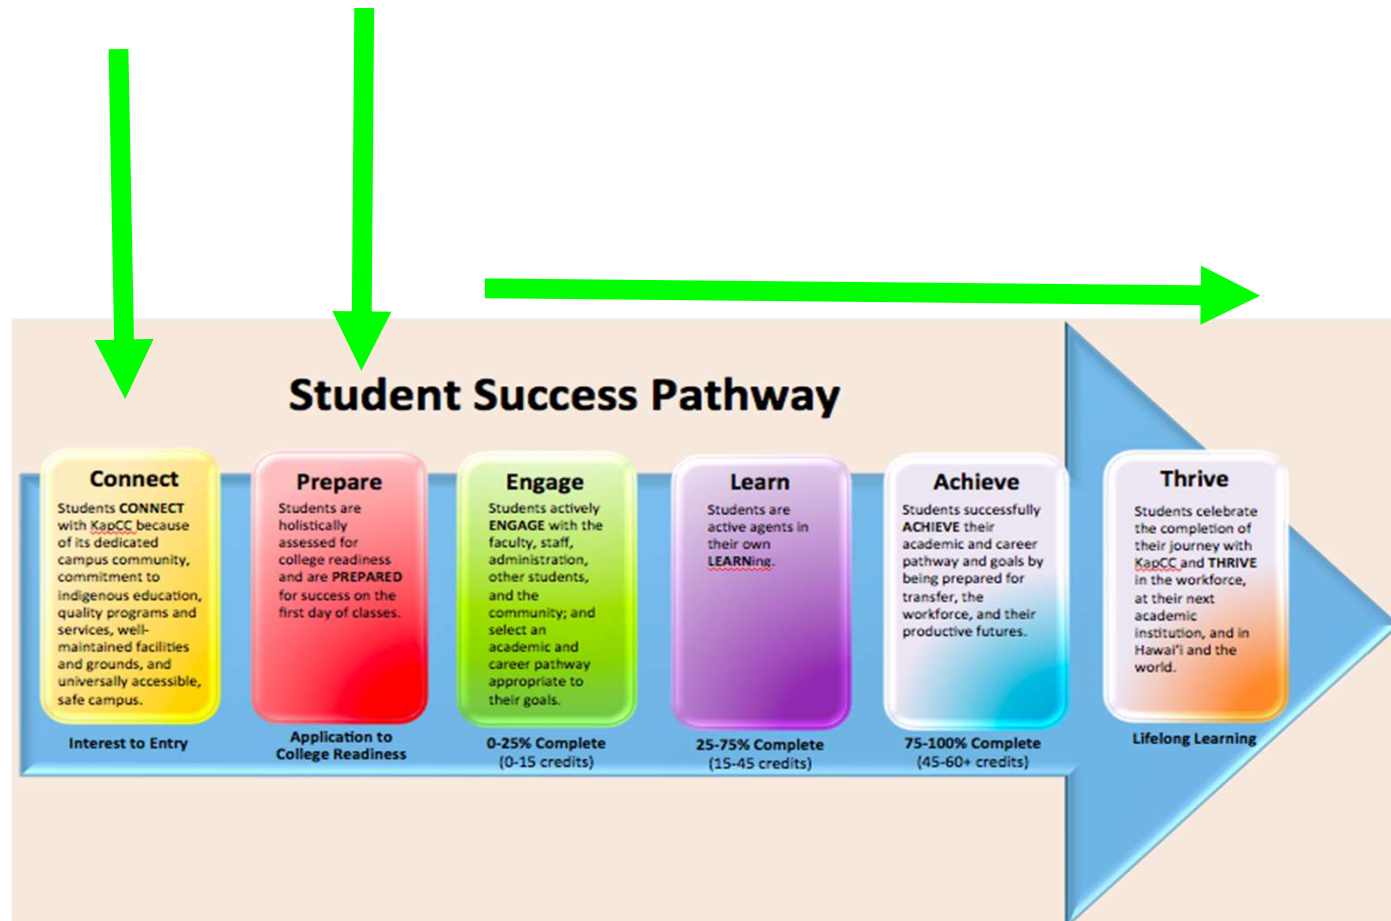 Student Success Pathway
Connect
Students CONNECT
with KapCC because
of its dedicated
campus community,
commitment to
indigenous education,
quality programs and
services, well-
maintained facilities
and grounds, and
universally accessible,
safe campus.
Interest to Entry
Prepare
Students are
holistically
assessed for
college readiness
and are PREPARED
for success on the
first day of classes.
Application to
College Readiness
Engage
Students actively
ENGAGE with the
faculty, staff,
administration,
other students,
and the
community; and
select an
academic and
career pathway
appropriate to
their goals.
0-25% Complete
(0-15 credits)
Learn
Students are
active agents in
their own
LEARNing.
25-75% Complete
(15-45 credits)
Achieve
Students successfully
ACHIEVE their
academic and career
pathway and goals by
being prepared for
transfer, the
workforce, and their
productive futures.
75-100% Complete
(45-60+ credits)
Thrive
Students celebrate
the completion of
their journey with
KapCC and THRIVE
in the workforce,
at their next
academic
institution, and in
Hawai'i and the
world.
Lifelong Learning